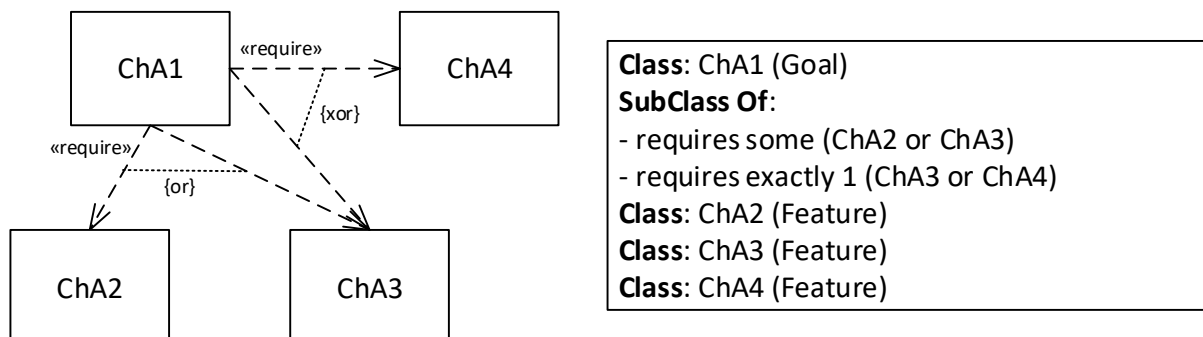 ChA1
«require»
ChA4
{xor}
«require»
{or}
ChA2
ChA3
Class: ChA1 (Goal)
SubClass Of:
- requires some (ChA2 or ChA3)
- requires exactly 1 (ChA3 or ChA4)
Class: ChA2 (Feature)
Class: ChA3 (Feature)
Class: ChA4 (Feature)